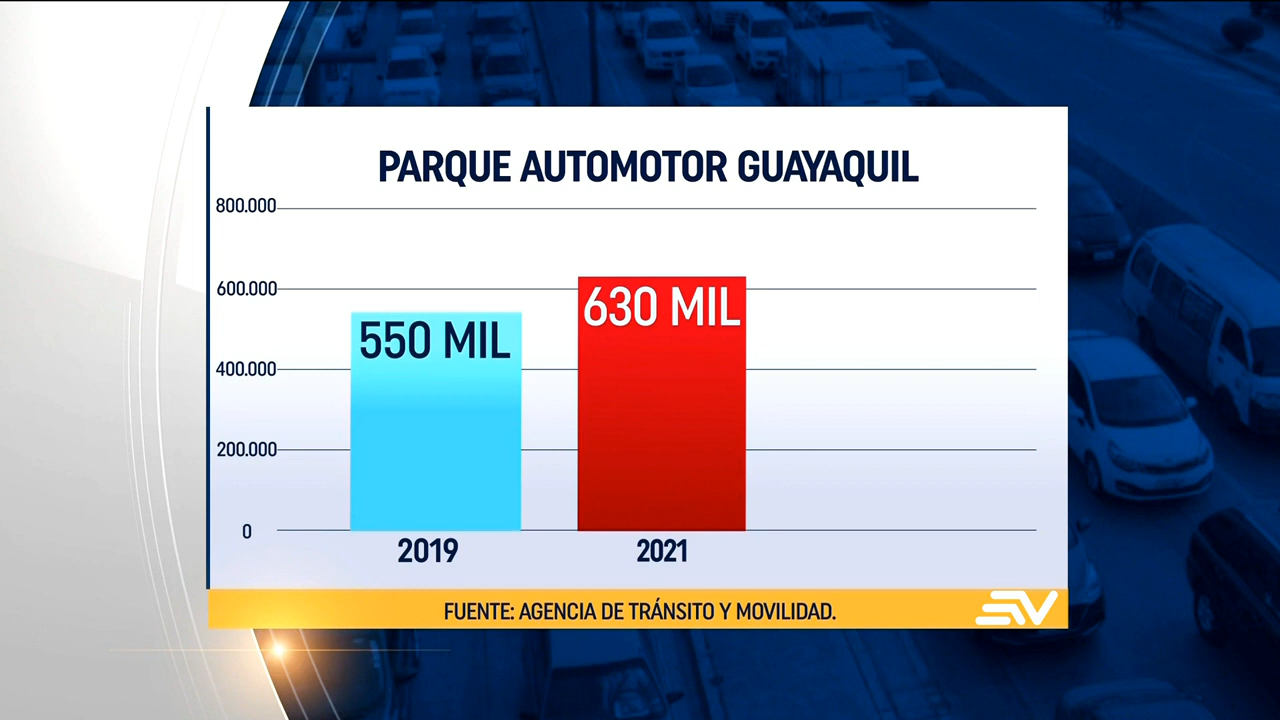 PARQUE AUTOMOTOR GUAYAQUIL
800.000
600.000
400.000
200.000
0
550 MIL
630 MIL
2019
2021
FUENTE: AGENCIA DE TRÁNSITO Y MOVILIDAD.